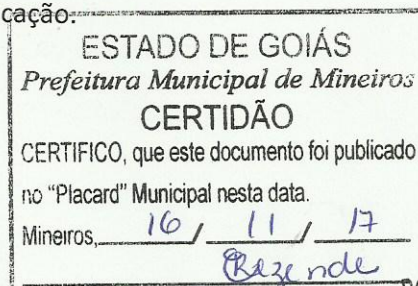 cação.
ESTADO DE GOIÁS
Prefeitura Municipal de Mineiros
CERTIDÃO
CERTIFICO, que este documento foi publicado
no "Placard" Municipal nesta data.
Mineiros, 16 / 11 / 17
Rezende